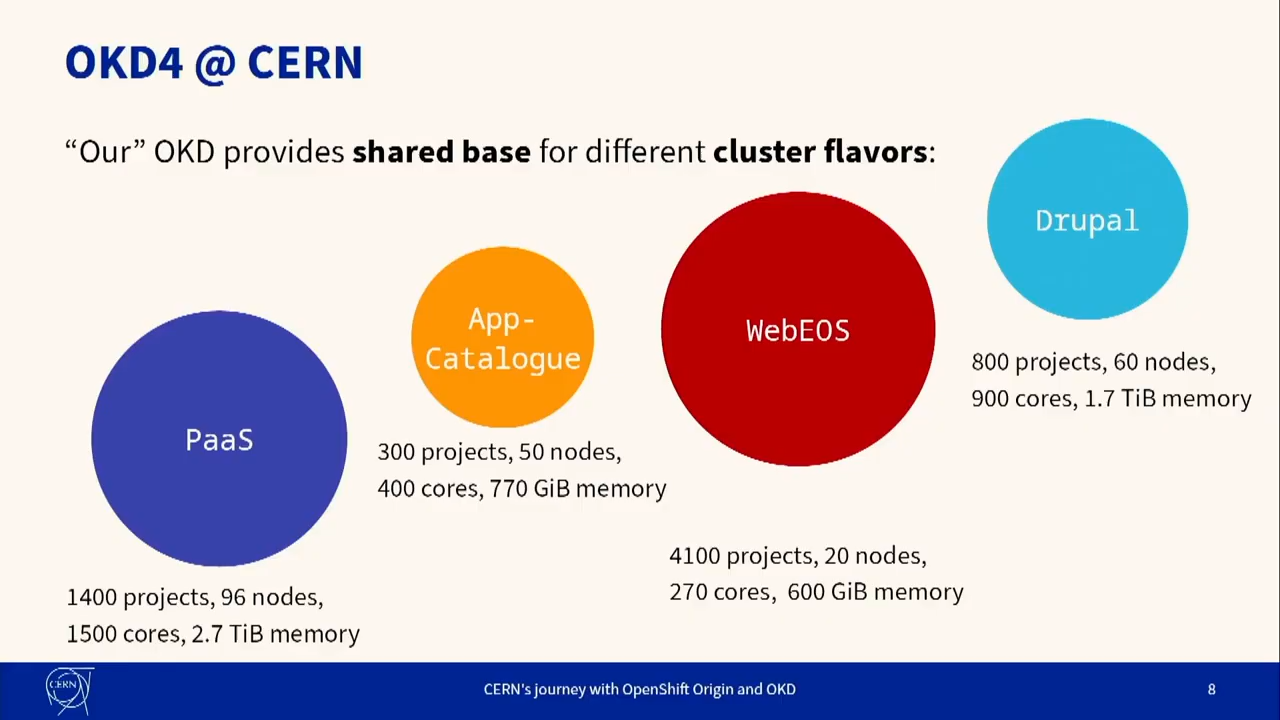 OKD4 @ CERN
“Our” OKD provides shared base for different cluster flavors:
PaaS
1400 projects, 96 nodes,
1500 cores, 2.7 TiB memory
App-
Catalogue
300 projects, 50 nodes,
400 cores, 770 GiB memory
WebEOS
4100 projects, 20 nodes,
270 cores, 600 GiB memory
Drupal
800 projects, 60 nodes,
900 cores, 1.7 TiB memory
CERN
CERN's journey with OpenShift Origin and OKD
8